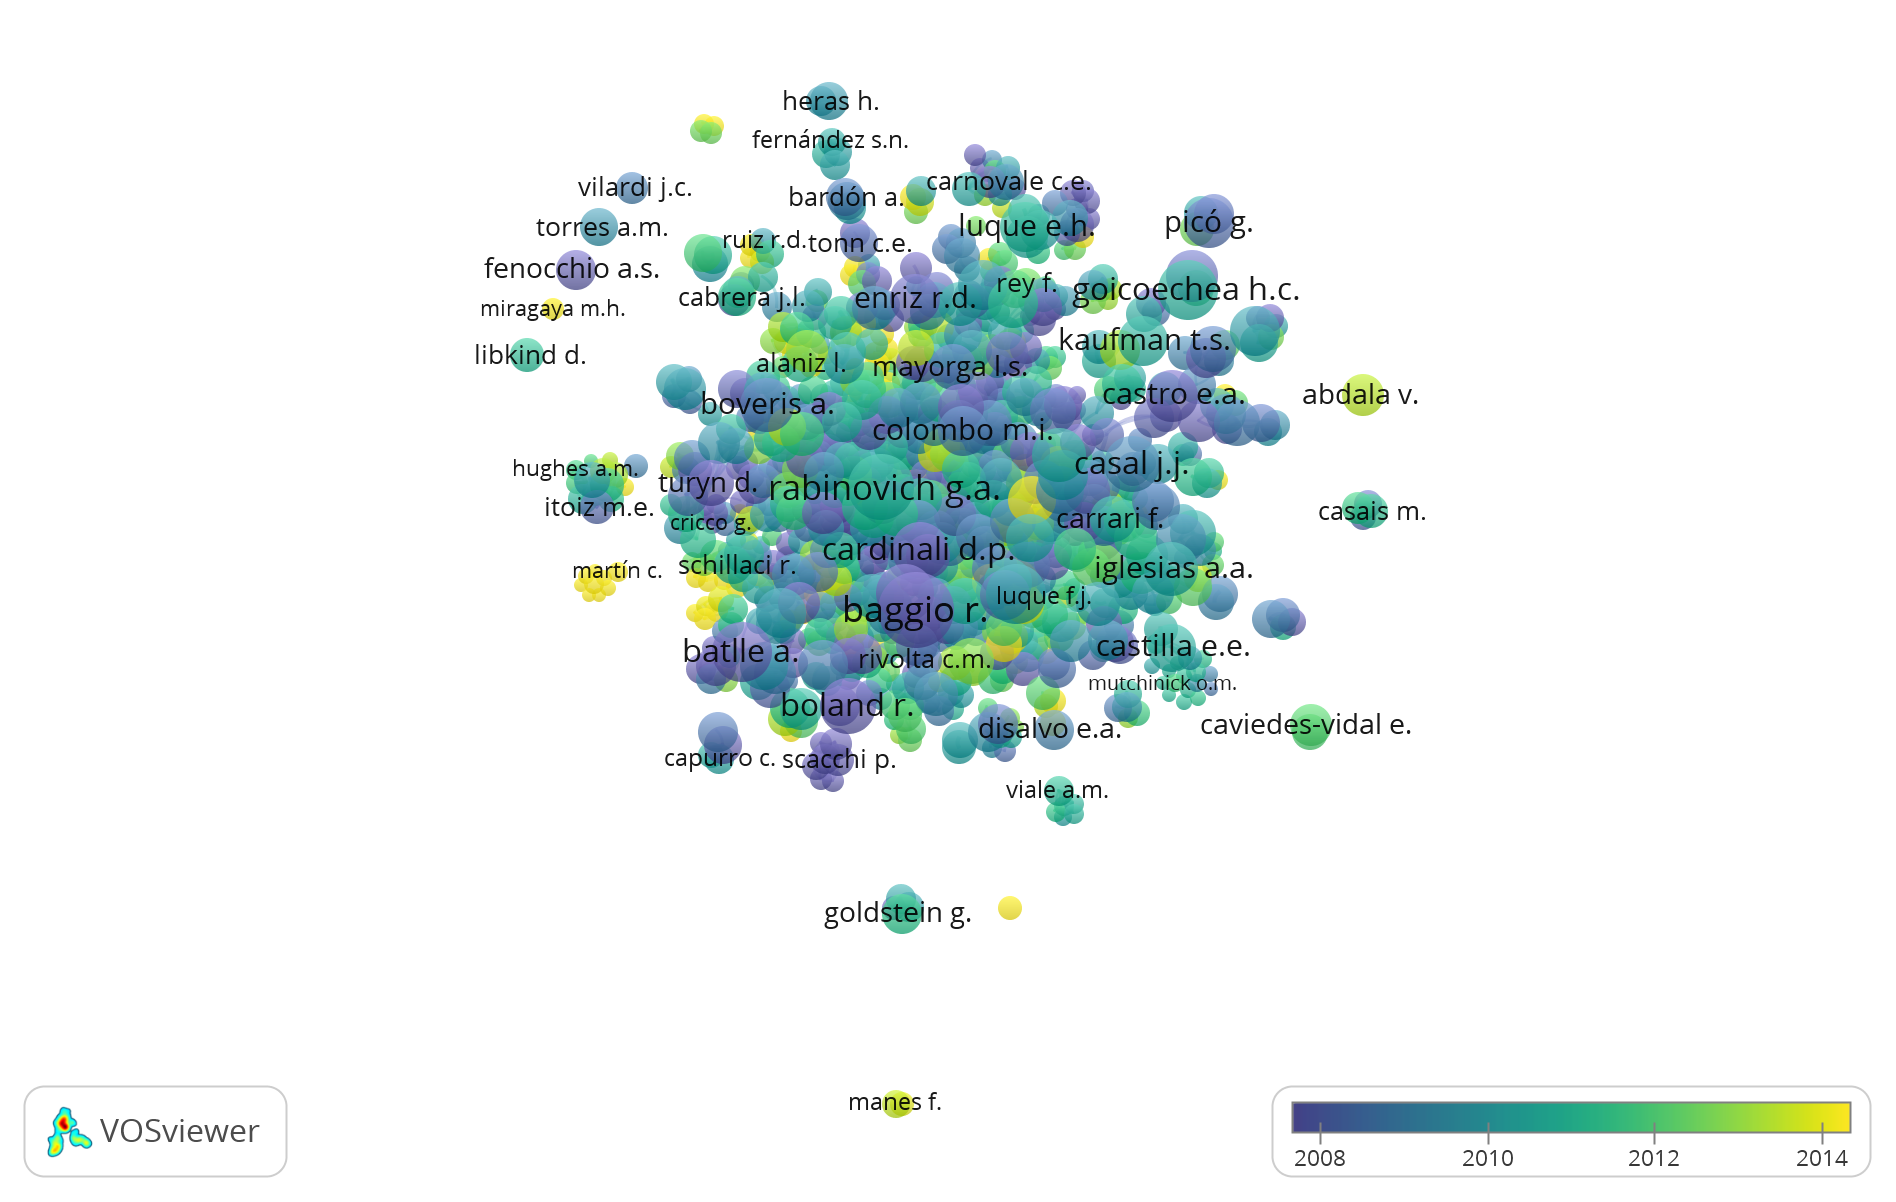 heras h.
fernández s.n.
vilardi j.c.
bardón a.
carnovale c.e.
torres a.m.
ruiz r.d.
tonn c.e.
luque e.h.
picó g.
fenocchio a.s.
cabrera j.l.
enriz r.d.
rey f.
goicoechea h.c.
miragaya m.h.
libkind d.
alaniz l.
mayorga l.s.
kaufman t.s.
boveris a.
castro e.a.
abdala v.
colombo m.i.
hughes a.m.
turyn d.
rabinovich g.a.
casal j.j.
itoiz m.e.
cricco g.
carrari f.
casais m.
martín c.
schillaci r.
cardinali d.p.
iglesias a.a.
baggio r.
luque f.j.
batlle a.
rivolta c.m.
castilla e.e.
mutchinick o.m.
boland r.
disalvo e.a.
caviedes-vidal e.
capurro c.
scacchi p.
viale a.m.
goldstein g.
manes f.
VOSviewer
2008 2010 2012 2014